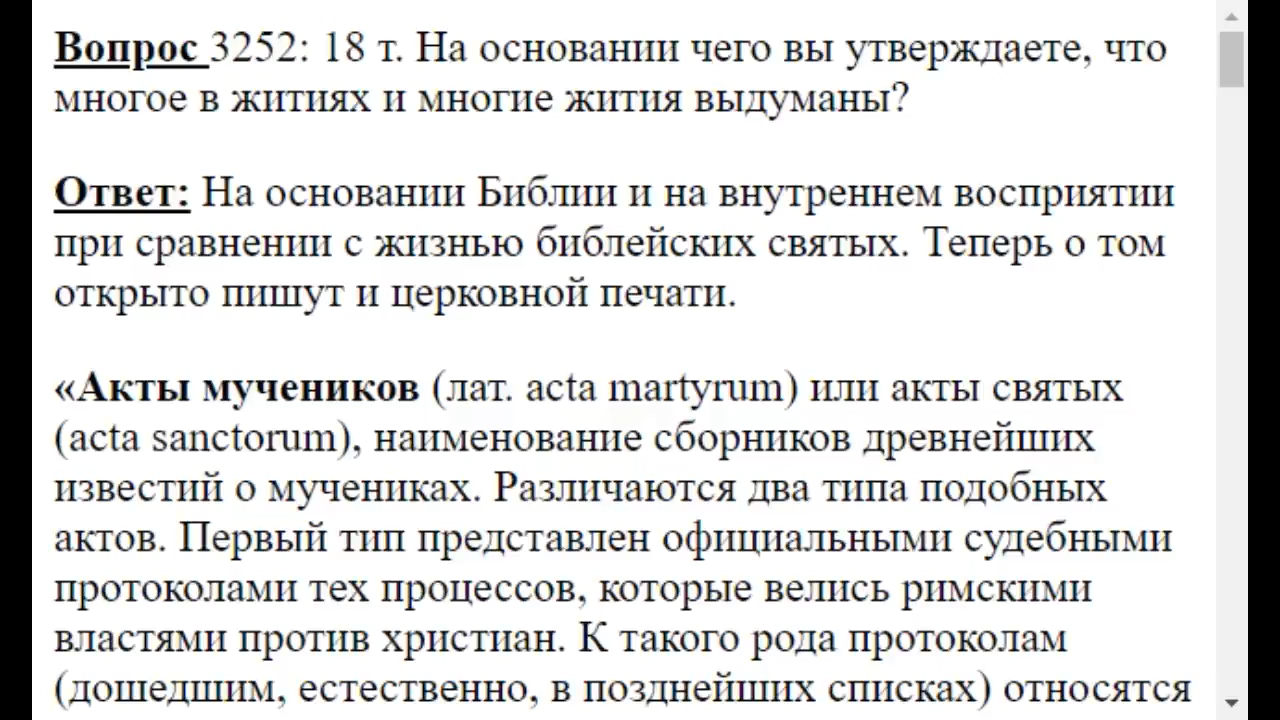 Вопрос 3252: 18 т. На основании чего вы утверждаете, что
многое в житиях и многие жития выдуманы?
Ответ: На основании Библии и на внутреннем восприятии
при сравнении с жизнью библейских святых. Теперь о том
открыто пишут и церковной печати.
«Акты мучеников (лат. acta martyrum) или акты святых
(acta sanctorum), наименование сборников древнейших
известий о мучениках. Различаются два типа подобных
актов. Первый тип представлен официальными судебными
протоколами тех процессов, которые велись римскими
властями против христиан. К такого рода протоколам
(дошедшим, естественно, в позднейших списках) относятся